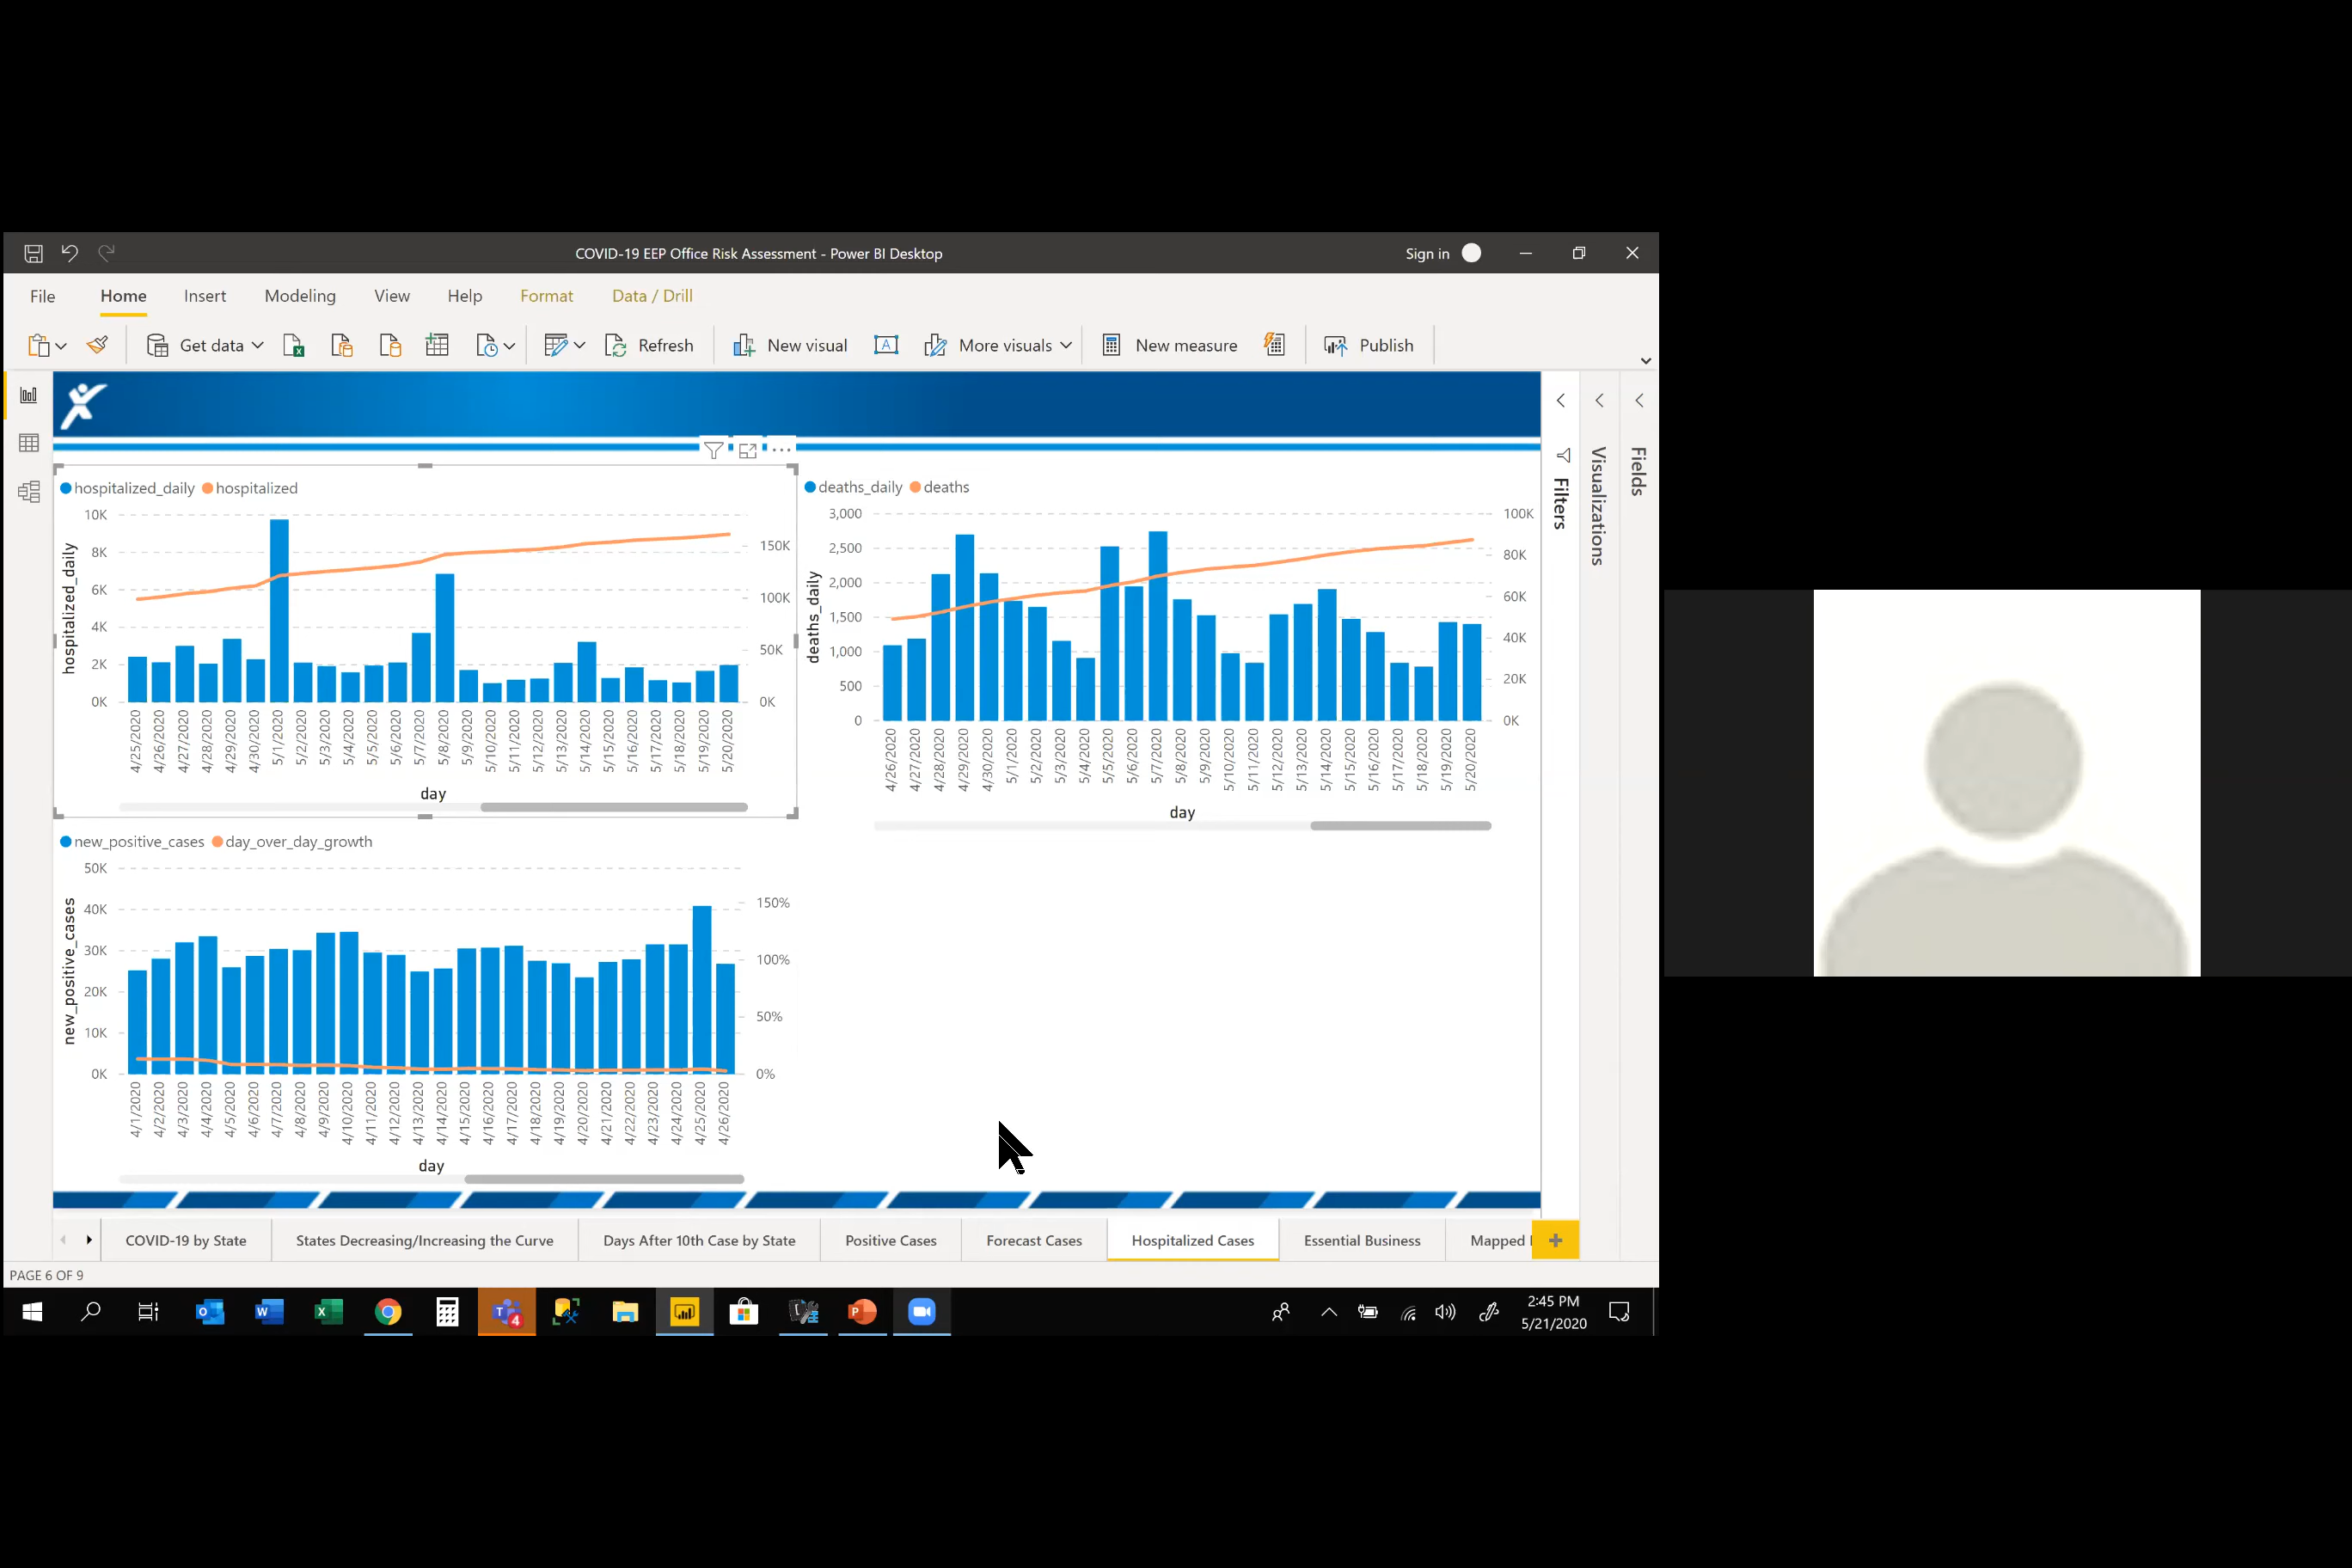 COVID-19 EEP Office Risk Assessment - Power BI Desktop
Sign in
File Home Insert Modeling View Help Format Data / Drill
Get data Refresh New visual More visuals New measure Publish
hospitalized_daily hospitalized
10K
8K
6K
4K
2K
0K
hospitalized_daily
150K
100K
50K
0K
4/25/2020 4/26/2020 4/27/2020 4/28/2020 4/29/2020 4/30/2020 5/1/2020 5/2/2020 5/3/2020 5/4/2020 5/5/2020 5/6/2020 5/7/2020 5/8/2020 5/9/2020 5/10/2020 5/11/2020 5/12/2020 5/13/2020 5/14/2020 5/15/2020 5/16/2020 5/17/2020 5/18/2020 5/19/2020 5/20/2020
day
deaths_daily deaths
3,000
2,500
2,000
1,500
1,000
500
0
deaths_daily
100K
80K
60K
40K
20K
0K
4/26/2020 4/27/2020 4/28/2020 4/29/2020 4/30/2020 5/1/2020 5/2/2020 5/3/2020 5/4/2020 5/5/2020 5/6/2020 5/7/2020 5/8/2020 5/9/2020 5/10/2020 5/11/2020 5/12/2020 5/13/2020 5/14/2020 5/15/2020 5/16/2020 5/17/2020 5/18/2020 5/19/2020 5/20/2020
day
new_positive_cases day_over_day_growth
50K
40K
30K
20K
10K
0K
new_positive_cases
150%
100%
50%
0%
4/1/2020 4/2/2020 4/3/2020 4/4/2020 4/5/2020 4/6/2020 4/7/2020 4/8/2020 4/9/2020 4/10/2020 4/11/2020 4/12/2020 4/13/2020 4/14/2020 4/15/2020 4/16/2020 4/17/2020 4/18/2020 4/19/2020 4/20/2020 4/21/2020 4/22/2020 4/23/2020 4/24/2020 4/25/2020 4/26/2020
day
Filters
Visualizations
Fields
COVID-19 by State States Decreasing/Increasing the Curve Days After 10th Case by State Positive Cases Forecast Cases Hospitalized Cases Essential Business Mapped
PAGE 6 OF 9
4
2:45 PM
5/21/2020